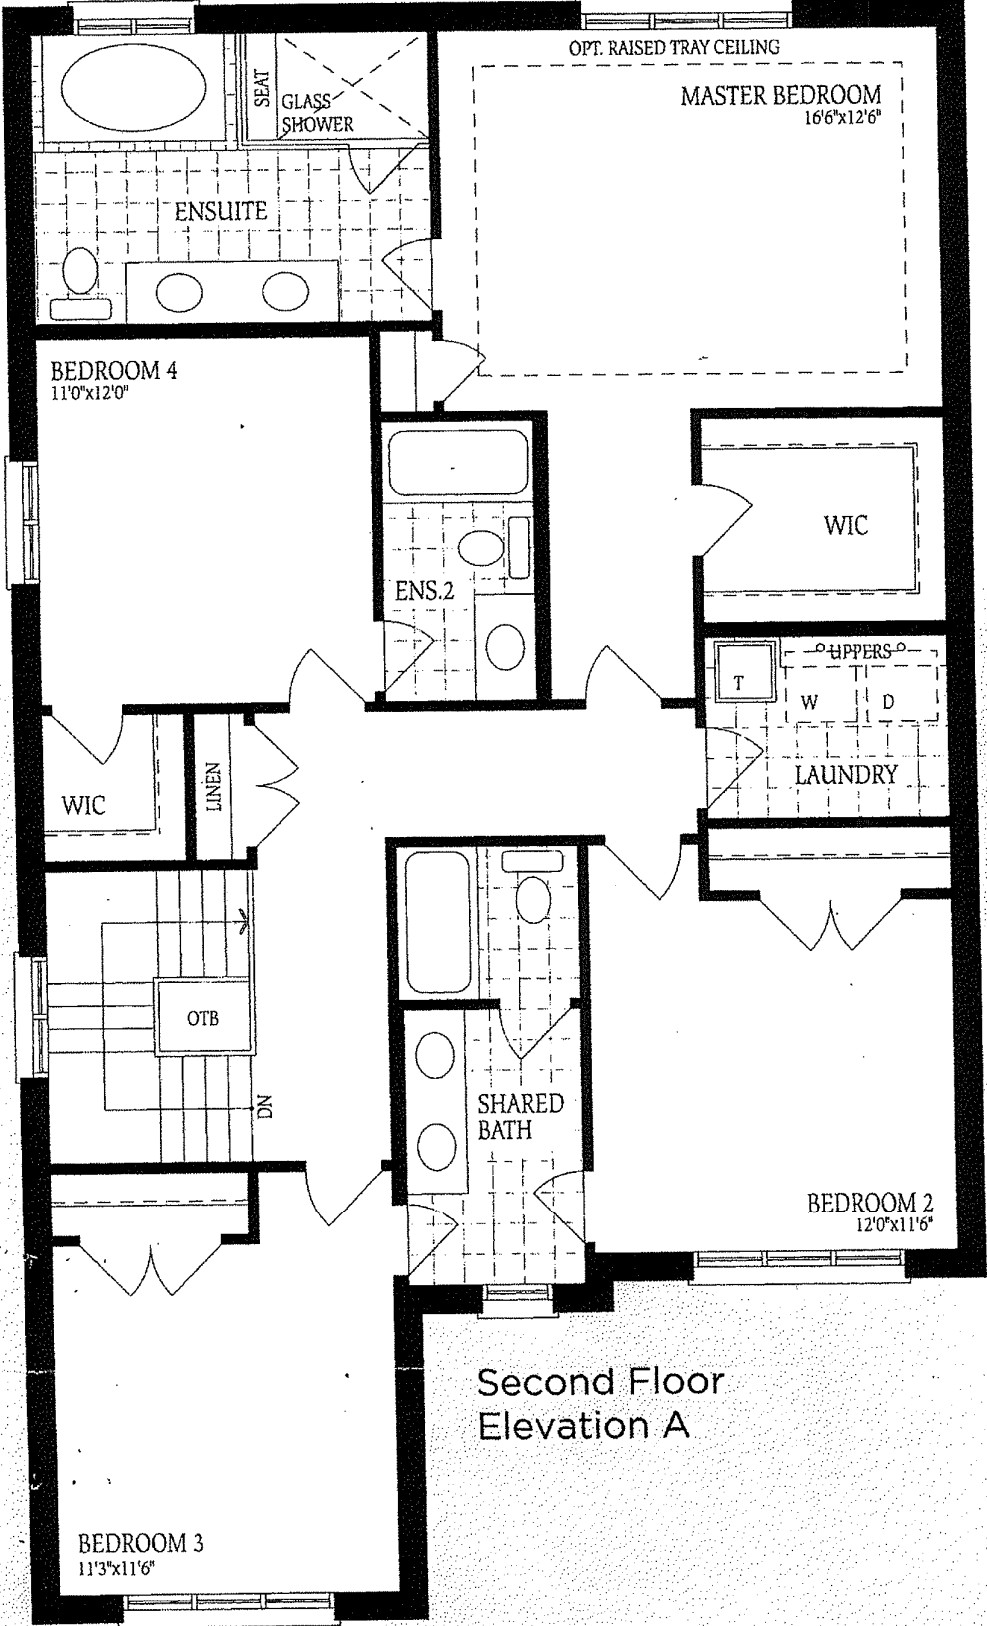 OPT. RAISED TRAY CEILING
MASTER BEDROOM
16'6"x12'6"
SEAT
GLASS
SHOWER
ENSUITE
BEDROOM 4
11'0"x12'0"
WIC
ENS.2
UPPERS
T
W
D
LAUNDRY
WIC
LINEN
OTB
DN
SHARED
BATH
BEDROOM 2
12'0"x11'6"
Second Floor
Elevation A
BEDROOM 3
11'3"x11'6"